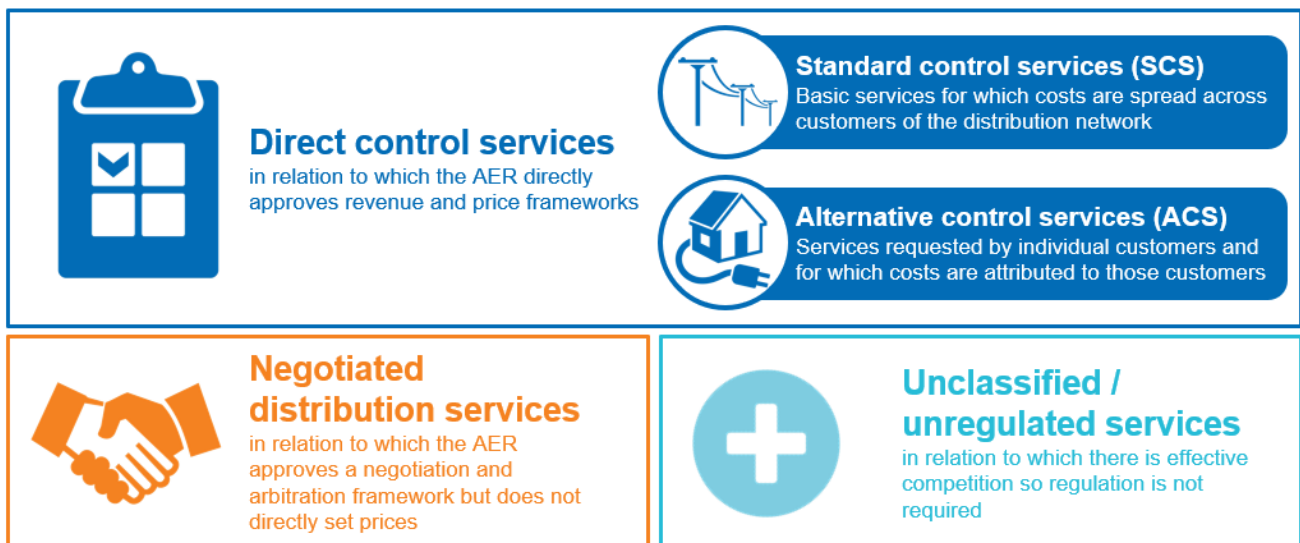 Direct control services
in relation to which the AER directly
approves revenue and price frameworks
Standard control services (SCS)
Basic services for which costs are spread across
customers of the distribution network
Alternative control services (ACS)
Services requested by individual customers and
for which costs are attributed to those customers
Negotiated
distribution services
in relation to which the AER
approves a negotiation and
arbitration framework but does not
directly set prices
Unclassified /
unregulated services
in relation to which there is effective
competition so regulation is not
required